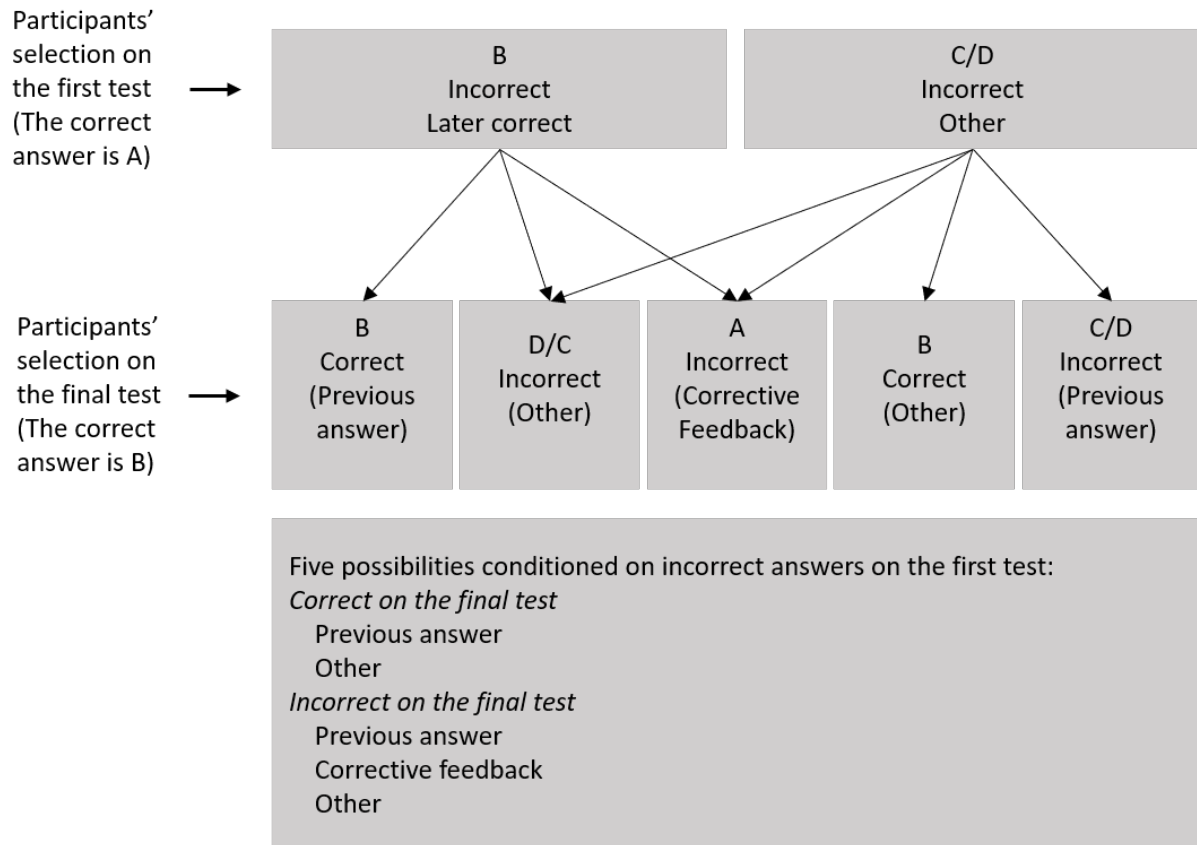 Participants’
selection on
the first test
(The correct
answer is A)
B
Incorrect
Later correct
C/D
Incorrect
Other
Participants’
selection on
the final test
(The correct
answer is B)
B
Correct
(Previous
answer)
D/C
Incorrect
(Other)
A
Incorrect
(Corrective
Feedback)
B
Correct
(Other)
C/D
Incorrect
(Previous
answer)
Five possibilities conditioned on incorrect answers on the first test:
Correct on the final test
Previous answer
Other
Incorrect on the final test
Previous answer
Corrective feedback
Other